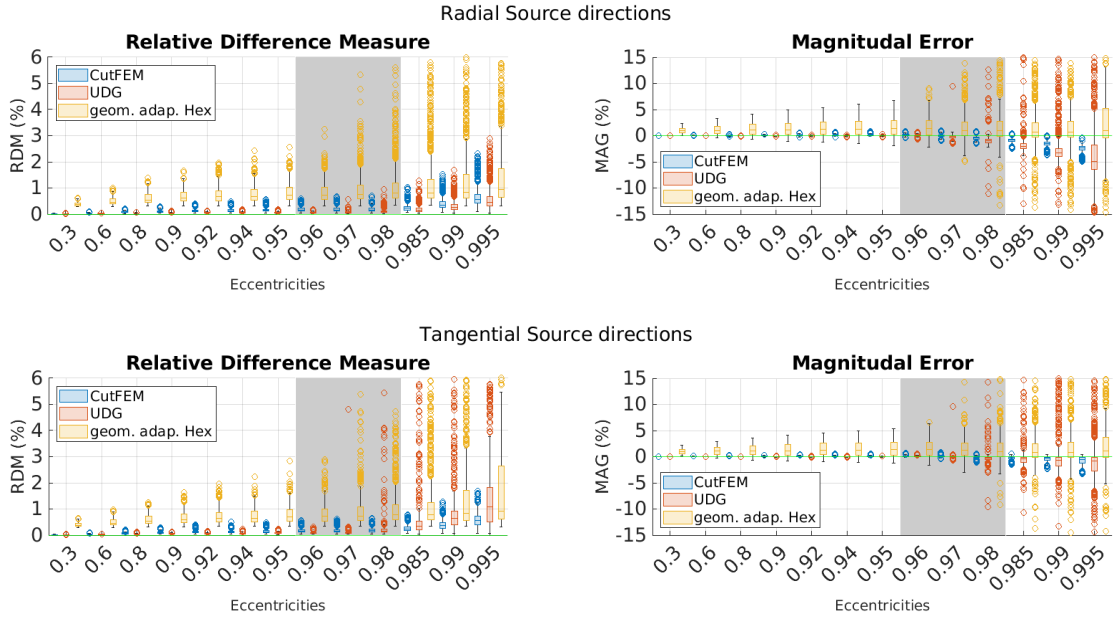 Radial Source directions
Relative Difference Measure
RDM (%)
6
5
4
3
2
1
0
CutFEM
UDG
geom. adap. Hex
0.3 0.6 0.8 0.9 0.92 0.94 0.95 0.96 0.97 0.98 0.985 0.99 0.995
Eccentricities
Magnitudal Error
MAG (%)
15
10
5
0
-5
-10
-15
CutFEM
UDG
geom. adap. Hex
0.3 0.6 0.8 0.9 0.92 0.94 0.95 0.96 0.97 0.98 0.985 0.99 0.995
Eccentricities
Tangential Source directions
Relative Difference Measure
RDM (%)
6
5
4
3
2
1
0
CutFEM
UDG
geom. adap. Hex
0.3 0.6 0.8 0.9 0.92 0.94 0.95 0.96 0.97 0.98 0.985 0.99 0.995
Eccentricities
Magnitudal Error
MAG (%)
15
10
5
0
-5
-10
-15
CutFEM
UDG
geom. adap. Hex
0.3 0.6 0.8 0.9 0.92 0.94 0.95 0.96 0.97 0.98 0.985 0.99 0.995
Eccentricities